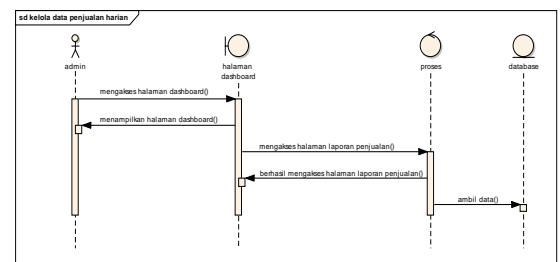 sd kelola data penjualan harian
admin
halaman
dashboard
proses
database
mengakses halaman dashboard()
menampilkan halaman dashboard()
mengakses halaman laporan penjualan()
berhasil mengakses halaman laporan penjualan()
ambil data()